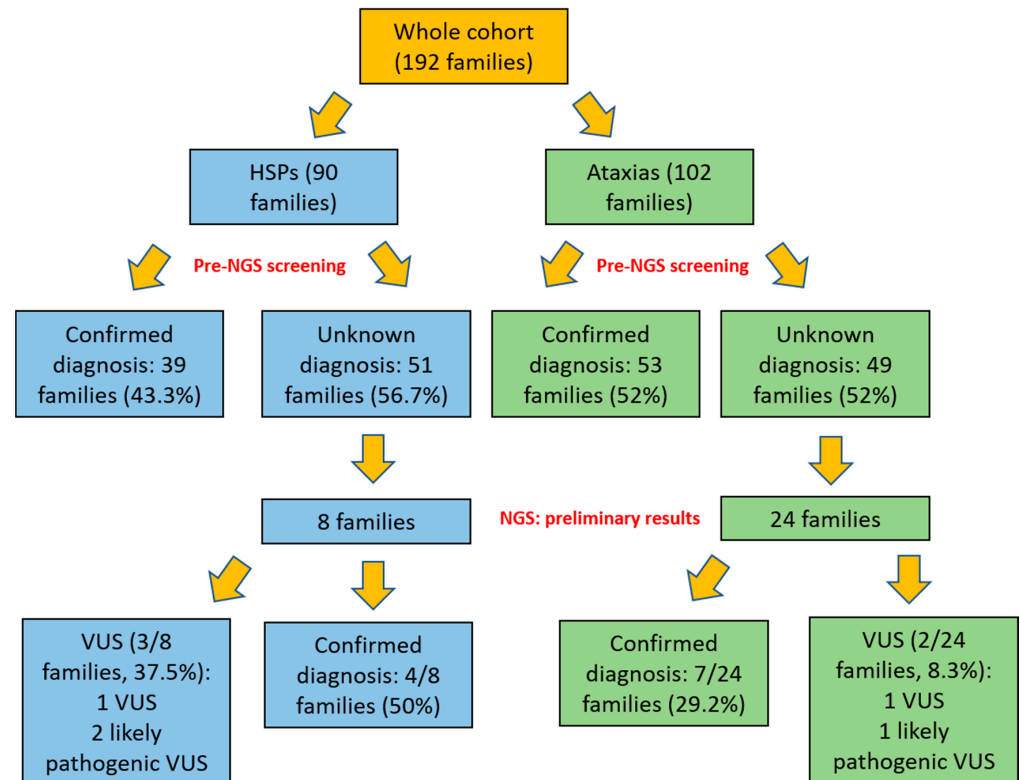 Whole cohort
(192 families)
HSPs (90
families)
Ataxias (102
families)
Pre-NGS screening
Pre-NGS screening
Confirmed
diagnosis: 39
families (43.3%)
Unknown
diagnosis: 51
families (56.7%)
Confirmed
diagnosis: 53
families (52%)
Unknown
diagnosis: 49
families (52%)
8 families
NGS: preliminary results
24 families
VUS (3/8
families, 37.5%):
1 VUS
2 likely
pathogenic VUS
Confirmed
diagnosis: 4/8
families (50%)
Confirmed
diagnosis: 7/24
families (29.2%)
VUS (2/24
families, 8.3%):
1 VUS
1 likely
pathogenic VUS